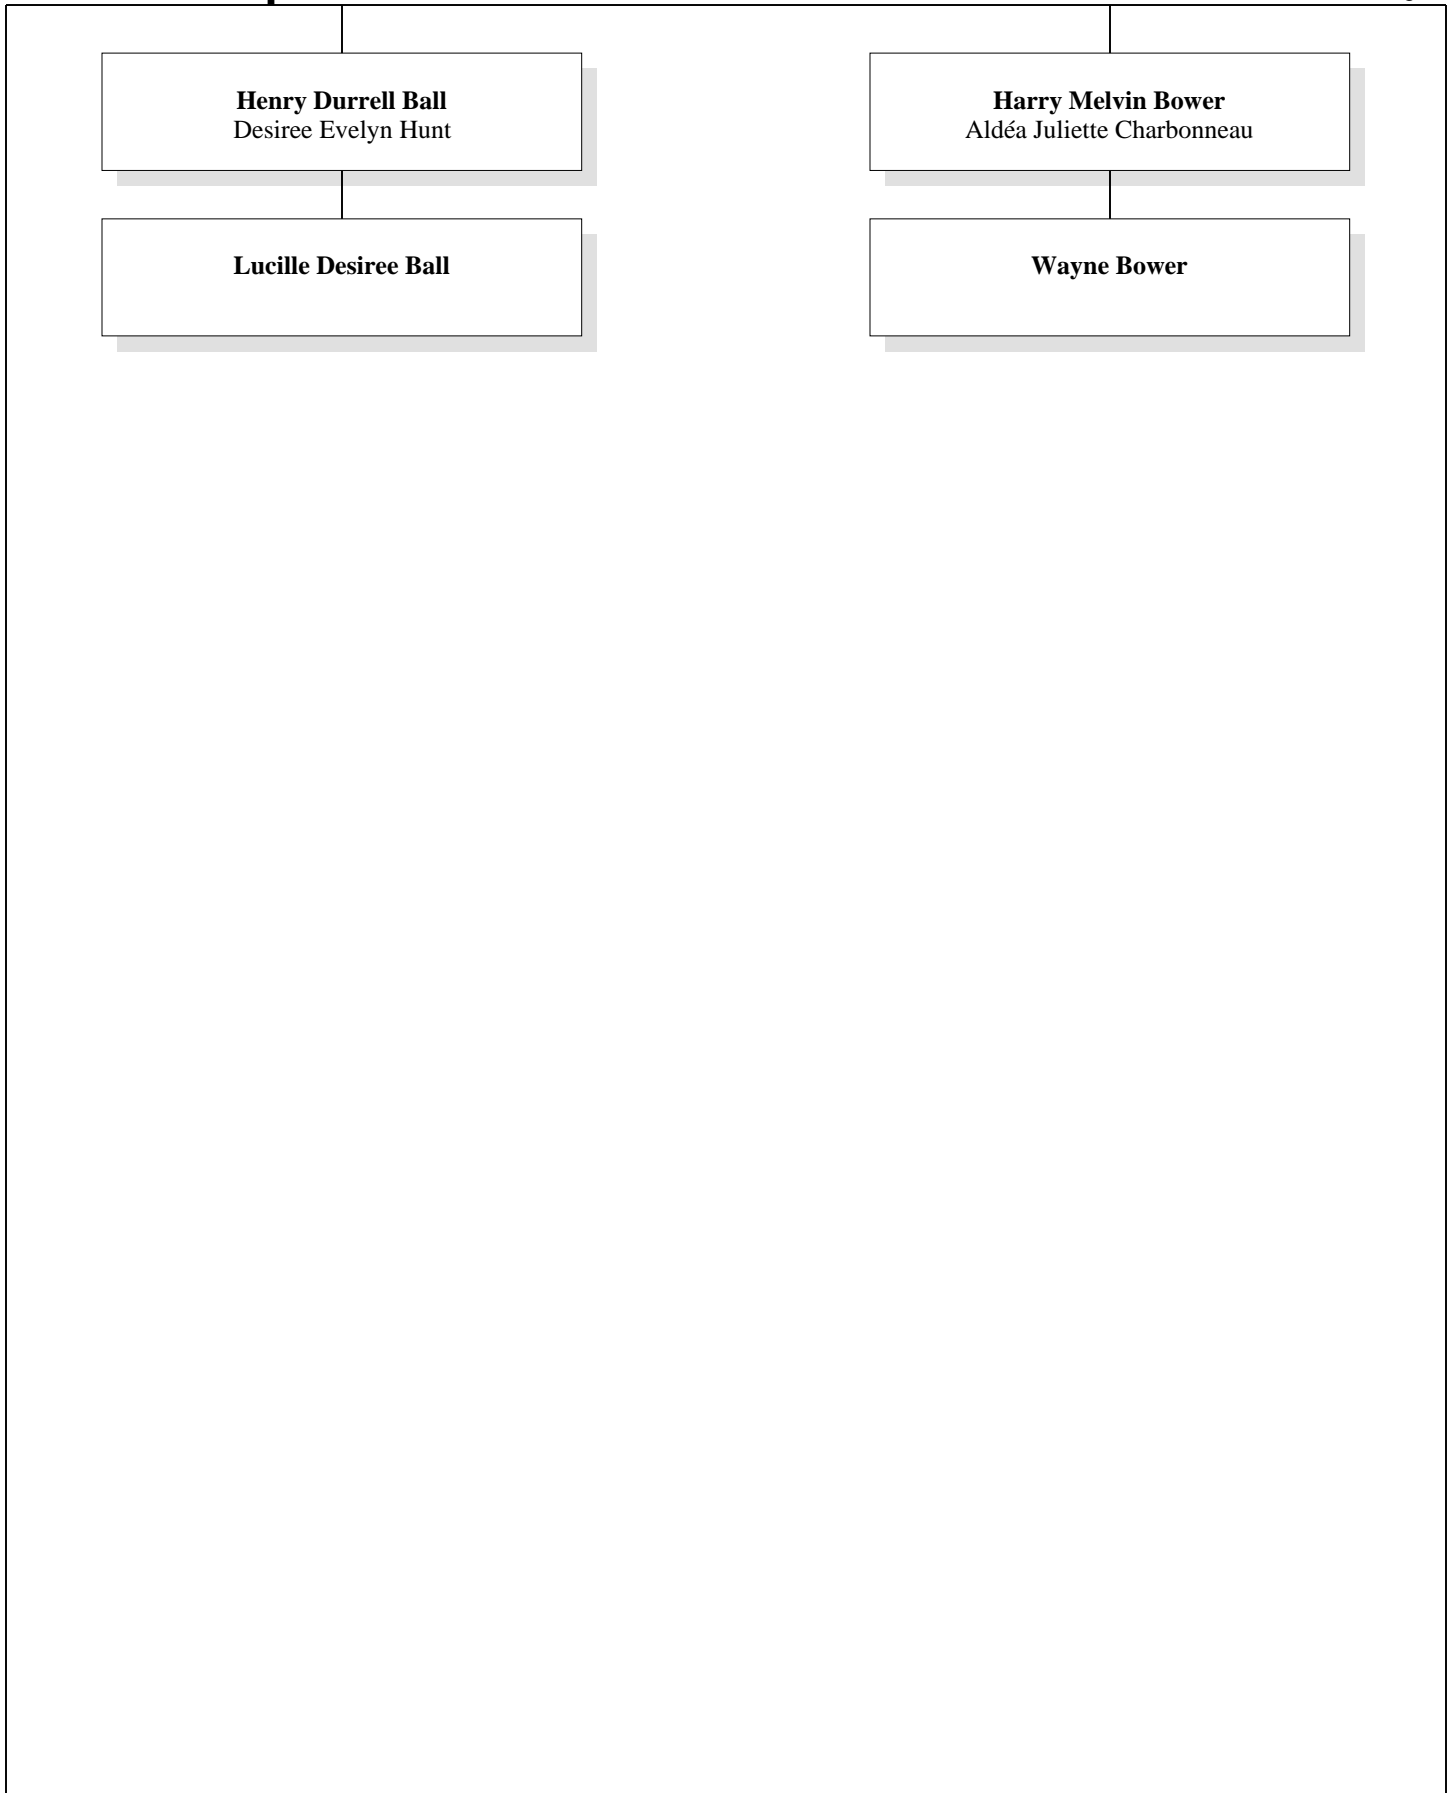 Henry Durrell Ball
Desiree Evelyn Hunt
Harry Melvin Bower
Aldéa Juliette Charbonneau
Lucille Desiree Ball
Wayne Bower